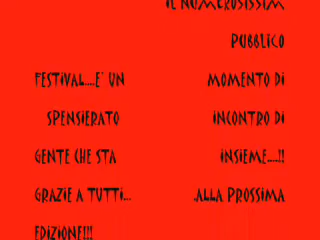 IL NUMEROSISSIM
PUBBLICO
FESTIVAL....E' UN
MOMENTO DI
SPENSIERATO
INCONTRO DI
GENTE CHE STA
INSIEME....!!
GRAZIE A TUTTI...
ALLA PROSSIMA
EDIZIONE!!!